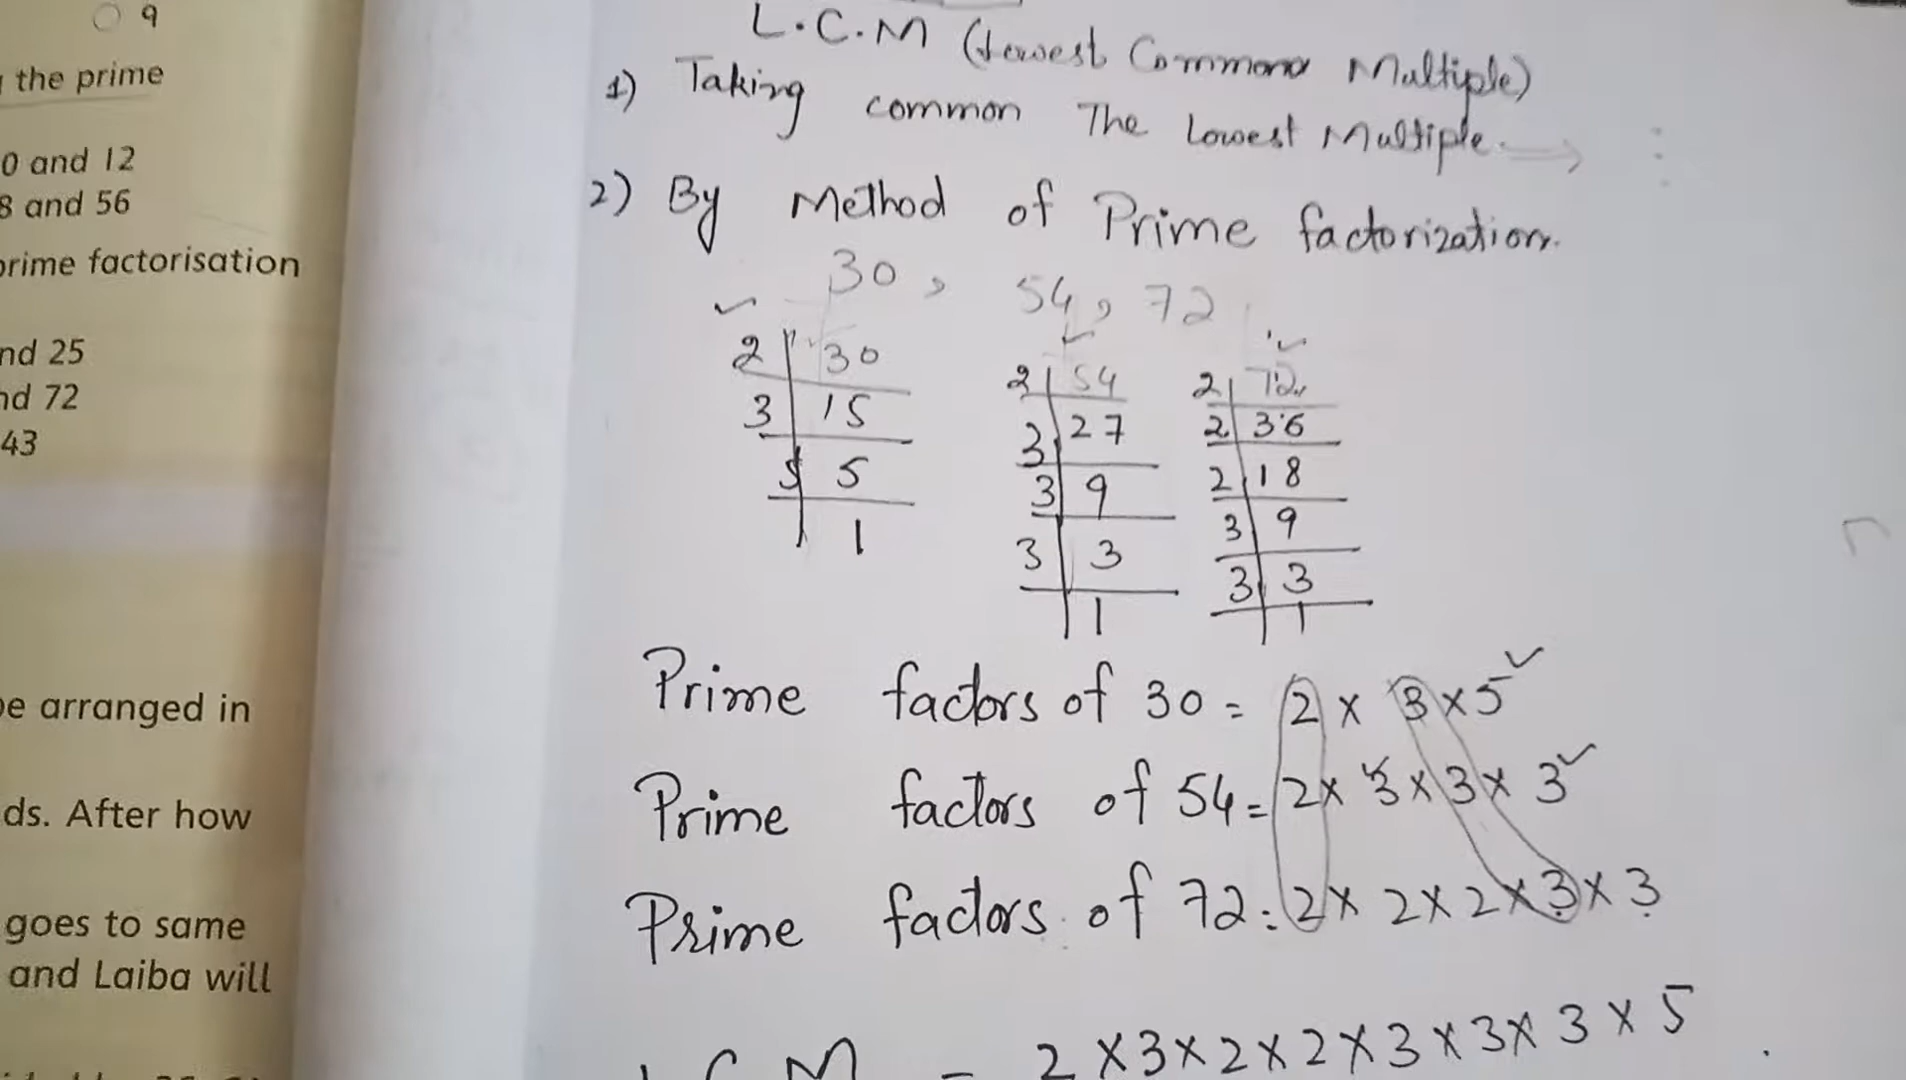 9
the prime
0 and 12
8 and 56
prime factorisation
nd 25
nd 72
43
be arranged in
ds. After how
goes to same
and Laiba will
L.C.M (Lowest Common Multiple)
1) Taking common The Lowest Multiple.
2) By Method of Prime factorization.
30, 54, 72
2 30
3 15
5 5
1
2 54
3 27
3 9
3 3
1
2 72
2 36
2 18
3 9
3 3
1
Prime factors of 30 = 2 x 3 x 5
Prime factors of 54 = 2 x 3 x 3 x 3
Prime factors of 72 = 2 x 2 x 2 x 3 x 3
L C M = 2 x 3 x 2 x 2 x 3 x 3 x 3 x 5